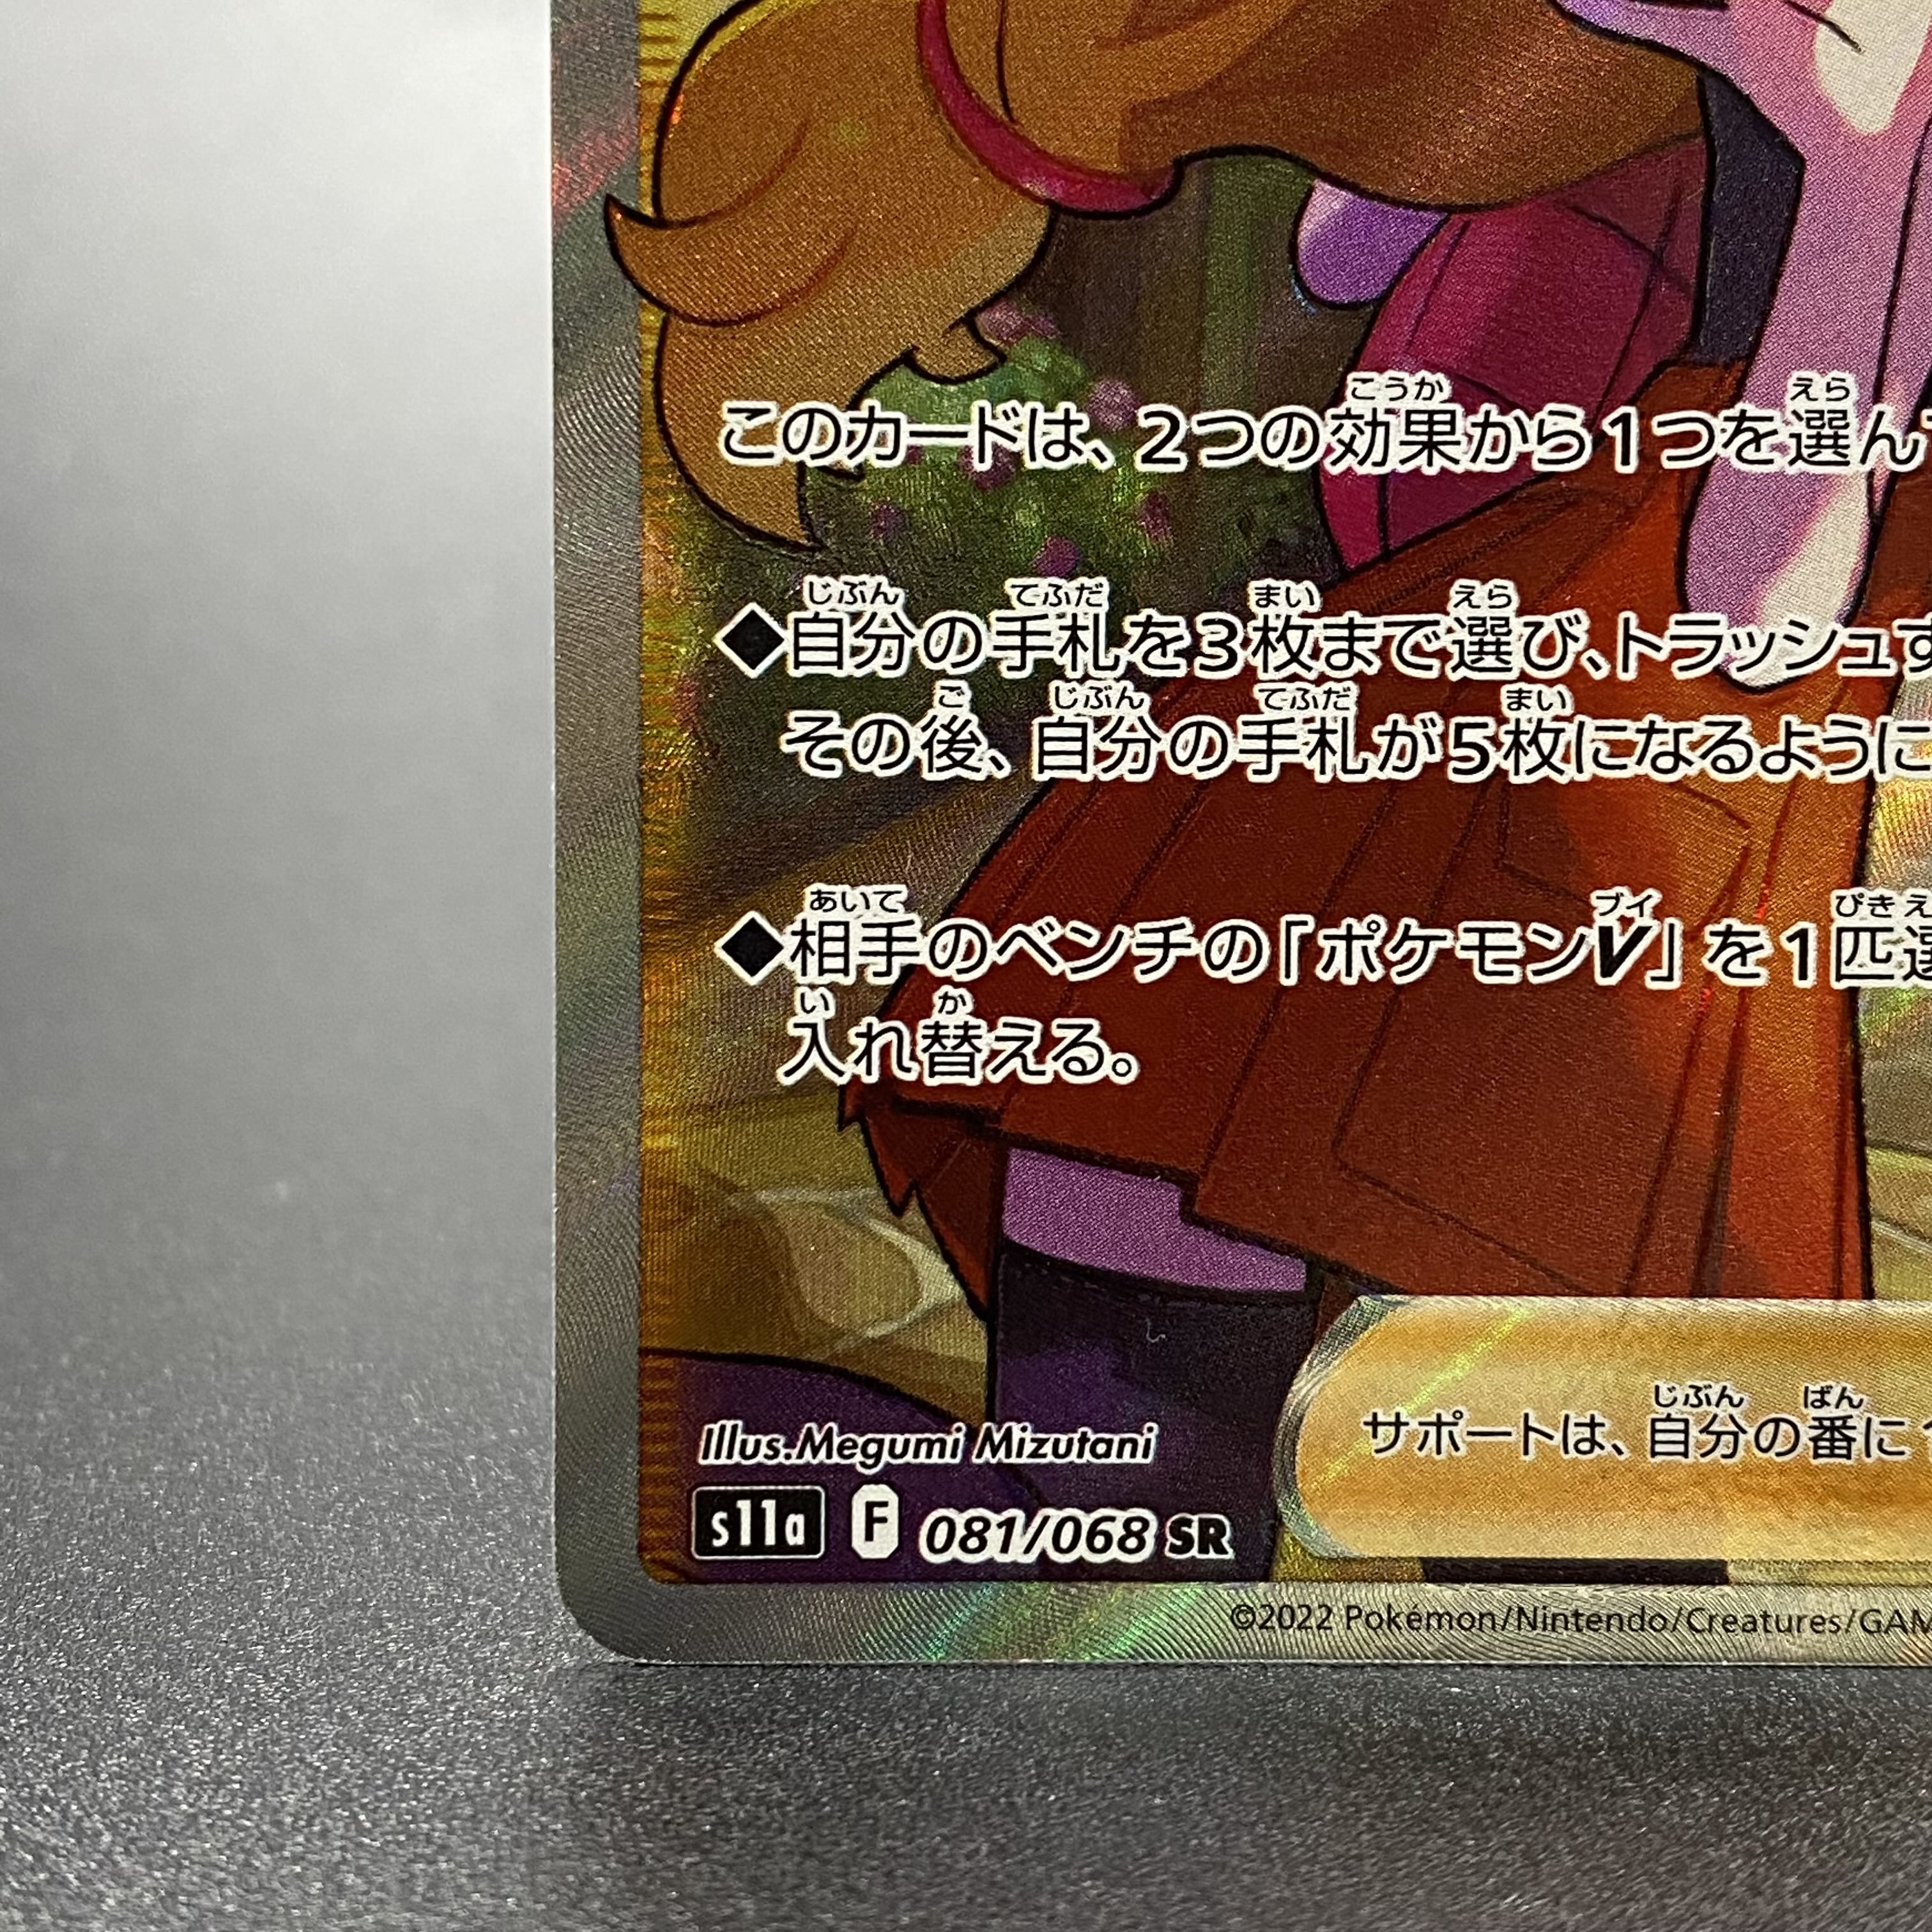 このカードは、2つの効果から1つを選ん
◆自分の手札を3枚まで選び、トラッシュす
その後、自分の手札が5枚になるように
◆相手のベンチの「ポケモンV」を1匹選
入れ替える。
サポートは、自分の番に1
Illus.Megumi Mizutani
s11a F 081/068 SR
©2022 Pokémon/Nintendo/Creatures/GAM